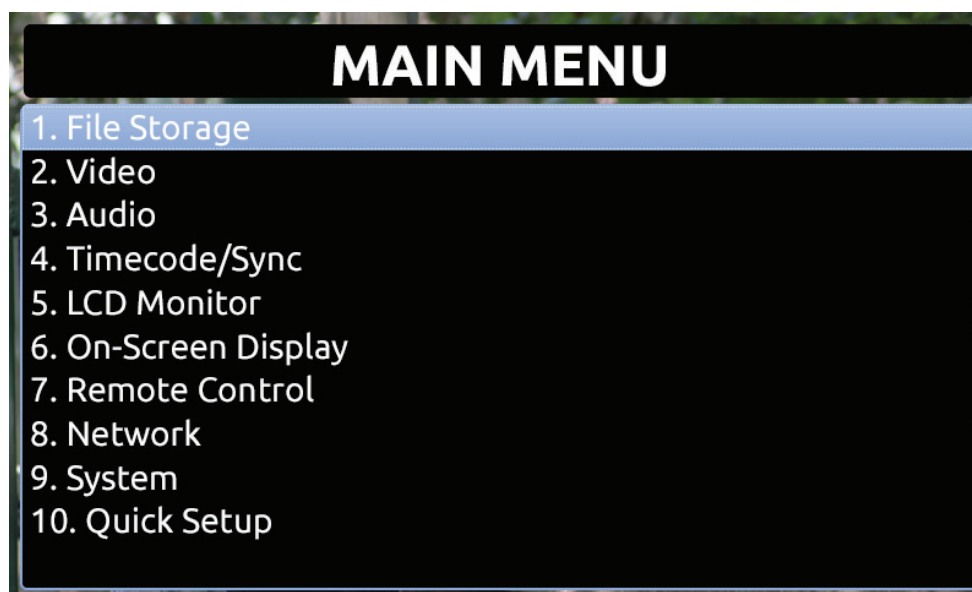 MAIN MENU
1. File Storage
2. Video
3. Audio
4. Timecode/Sync
5. LCD Monitor
6. On-Screen Display
7. Remote Control
8. Network
9. System
10. Quick Setup